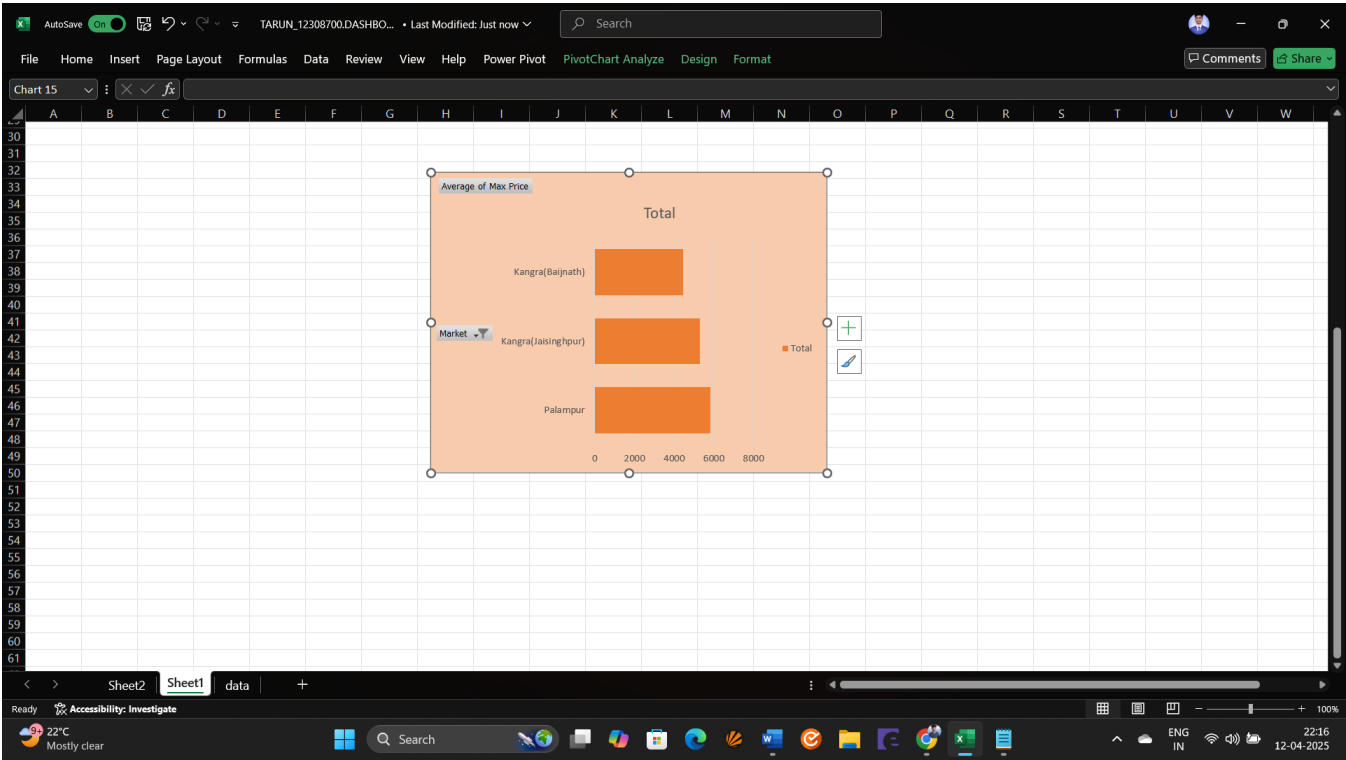 AutoSave On TARUN_12308700.DASHBO... • Last Modified: Just now Search
File Home Insert Page Layout Formulas Data Review View Help Power Pivot PivotChart Analyze Design Format Comments Share
Chart 15 fx
A B C D E F G H I J K L M N O P Q R S T U V W
30
31
32
33
34
35
36
37
38
39
40
41
42
43
44
45
46
47
48
49
50
51
52
53
54
55
56
57
58
59
60
61
Average of Max Price
Total
Kangra(Baijnath)
Market
Kangra(Jaisinghpur)
Total
Palampur
0 2000 4000 6000 8000
Sheet2 Sheet1 data
Ready Accessibility: Investigate 100%
9+ 22°C
Mostly clear
Search
ENG
IN
22:16
12-04-2025